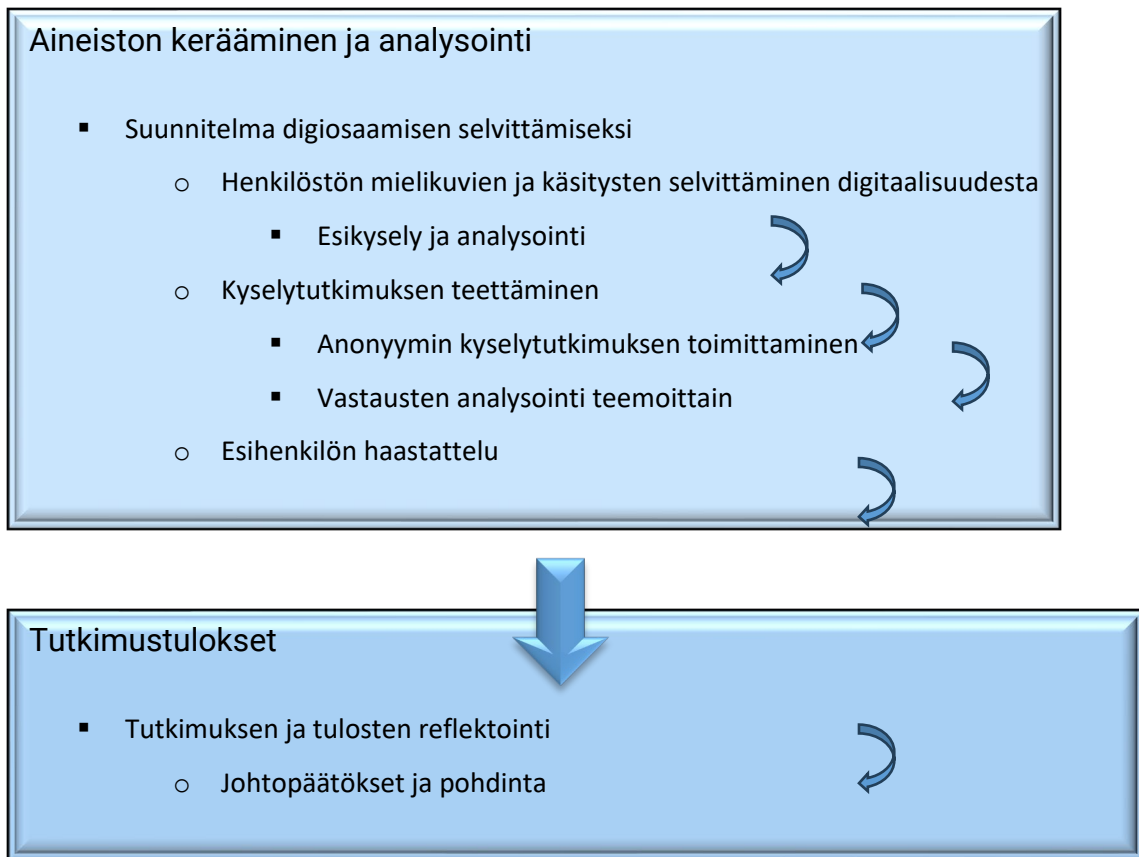 Aineiston kerääminen ja analysointi
▪ Suunnitelma digiosaamisen selvittämiseksi
o Henkilöstön mielikuvien ja käsitysten selvittäminen digitaalisuudesta
▪ Esikysely ja analysointi
o Kyselytutkimuksen teettäminen
▪ Anonyymin kyselytutkimuksen toimittaminen
▪ Vastausten analysointi teemoittain
o Esihenkilön haastattelu
Tutkimustulokset
▪ Tutkimuksen ja tulosten reflektointi
o Johtopäätökset ja pohdinta